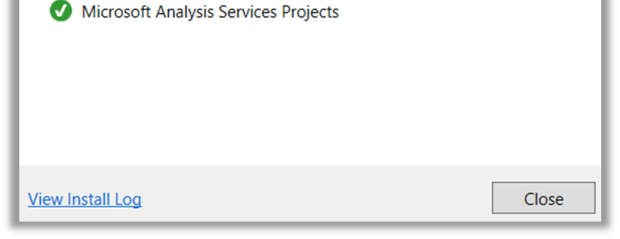 Microsoft Analysis Services Projects
View Install Log
Close